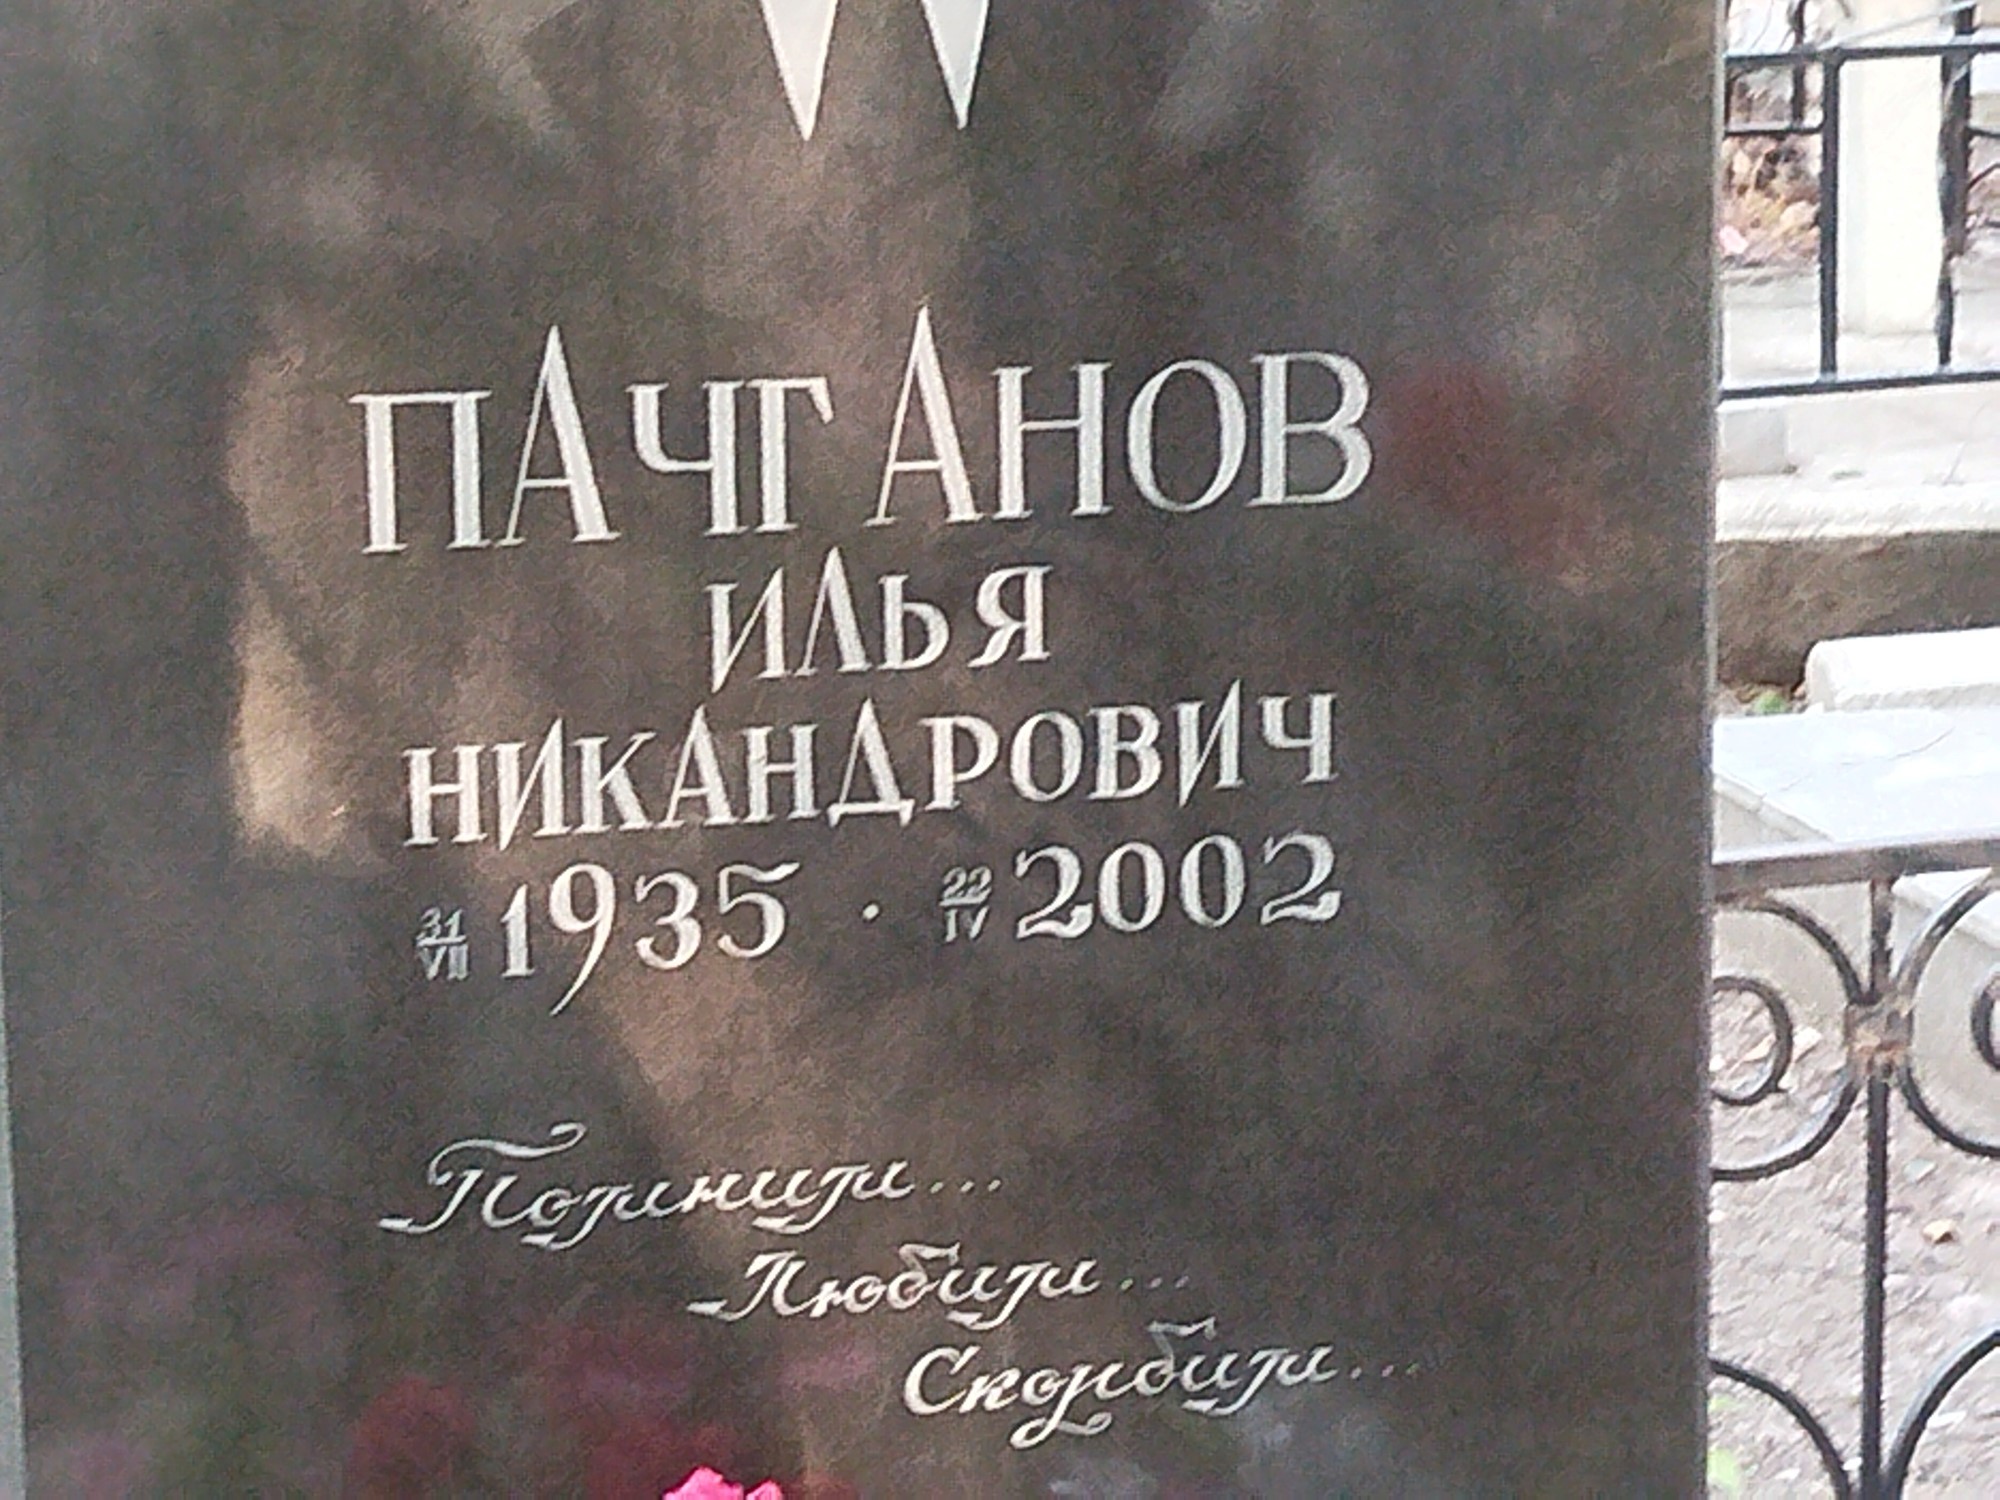 ПАЧГАНОВ
ИЛЬЯ
НИКАНДРОВИЧ
31/VII 1935 · 22/IV 2002
Помним...
Любим...
Скорбим...